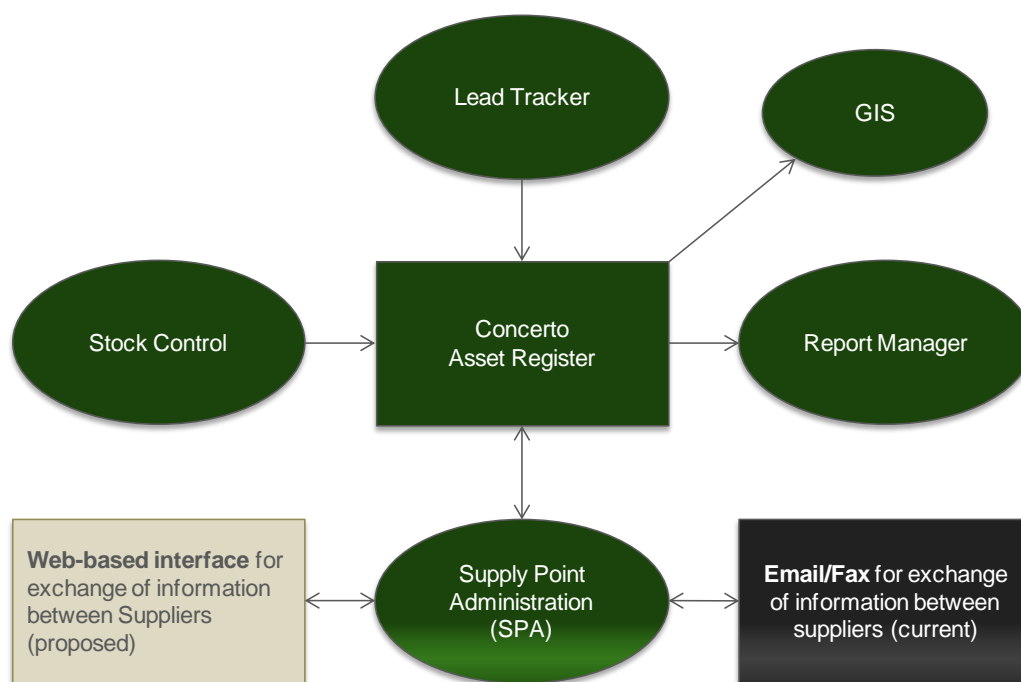 Lead Tracker
GIS
Stock Control
Concerto
Asset Register
Report Manager
Web-based interface for
exchange of information
between Suppliers
(proposed)
Supply Point
Administration
(SPA)
Email/Fax for exchange
of information between
suppliers (current)